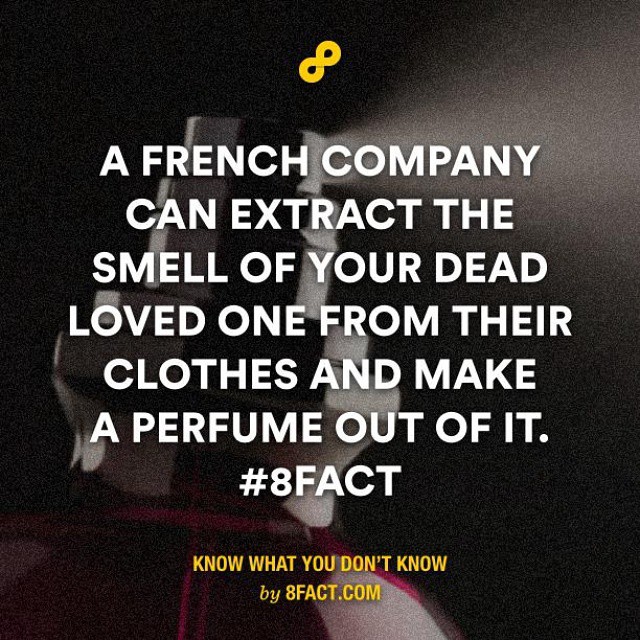 A FRENCH COMPANY
CAN EXTRACT THE
SMELL OF YOUR DEAD
LOVED ONE FROM THEIR
CLOTHES AND MAKE
A PERFUME OUT OF IT.
#8FACT
KNOW WHAT YOU DON'T KNOW
by 8FACT.COM